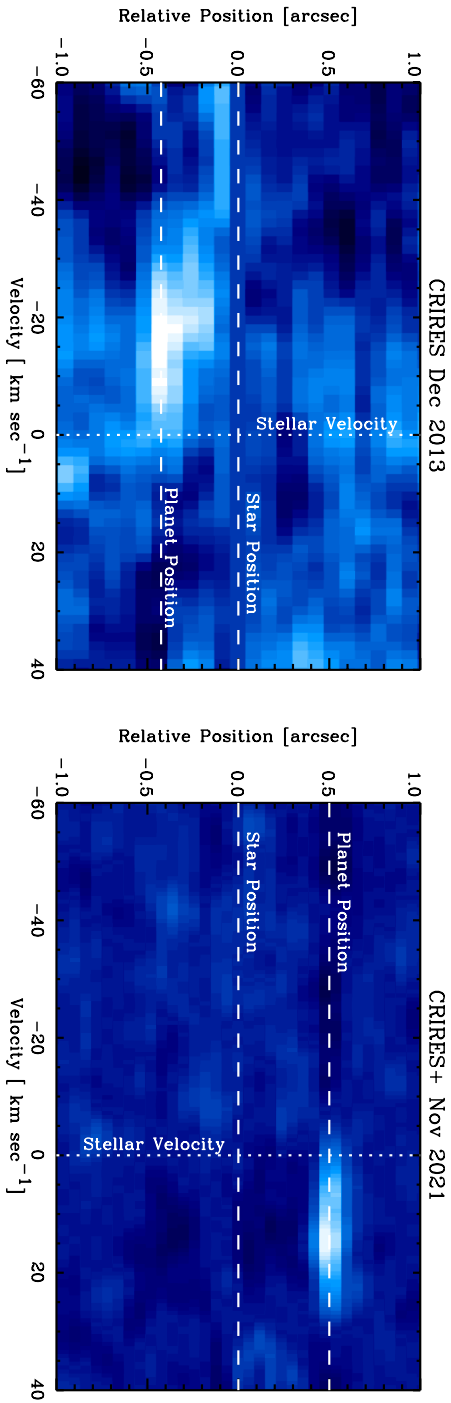 CRIRES Dec 2013
Relative Position [arcsec]
1.0
0.5
0.0
-0.5
-1.0
Stellar Velocity
Star Position
Planet Position
-60
-40
-20
0
20
40
Velocity [ km sec⁻¹]
CRIRES+ Nov 2021
Relative Position [arcsec]
1.0
0.5
0.0
-0.5
-1.0
Planet Position
Star Position
Stellar Velocity
-60
-40
-20
0
20
40
Velocity [ km sec⁻¹]